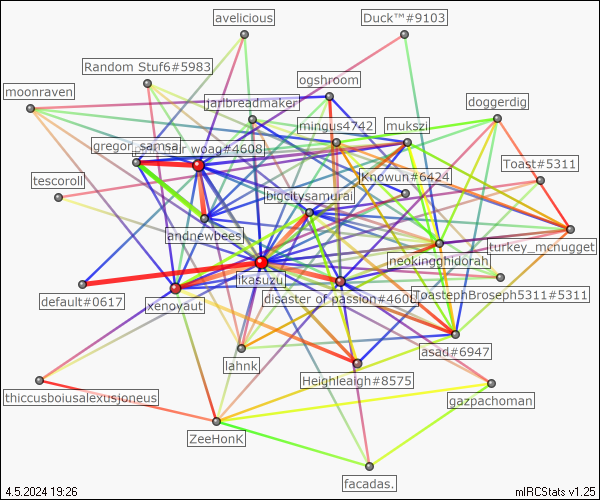 avelicious
Duck™#9103
Random Stuf6#5983
ogshroom
moonraven
jarlbreadmaker
doggerdig
mingus4742
mukszi
gregor_samsa
woag#4608
Toast#5311
Knowun#6424
tescoroll
bigcitysamurai
andnewbees
turkey_mcnugget
neokingghidorah
ikasuzu
default#0617
xenoyaut
disaster of passion#4608
ToastephBroseph5311#5311
lahnk
asad#6947
Heighleaigh#8575
thiccusboiusalexusjoneus
gazpachoman
ZeeHonK
facadas.
4.5.2024 19:26
mIRCStats v1.25